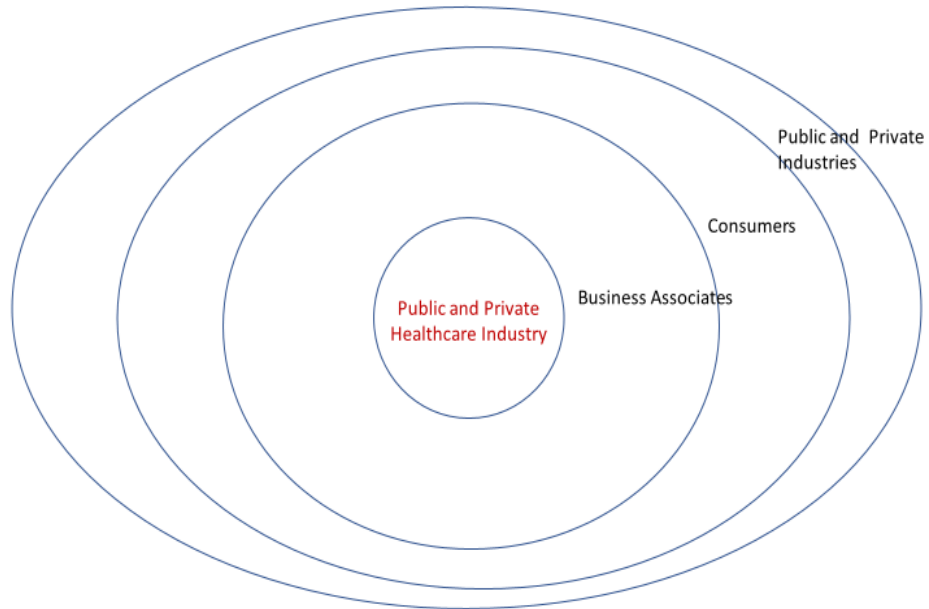 Public and Private
Industries
Consumers
Business Associates
Public and Private
Healthcare Industry